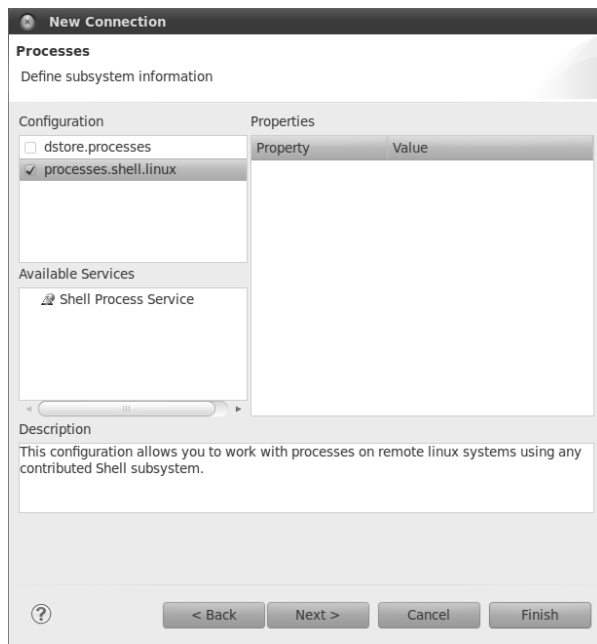 New Connection
Processes
Define subsystem information
Configuration
dstore.processes
processes.shell.linux
Available Services
Shell Process Service
Properties
Property Value
Description
This configuration allows you to work with processes on remote linux systems using any
contributed Shell subsystem.
?
< Back Next > Cancel Finish